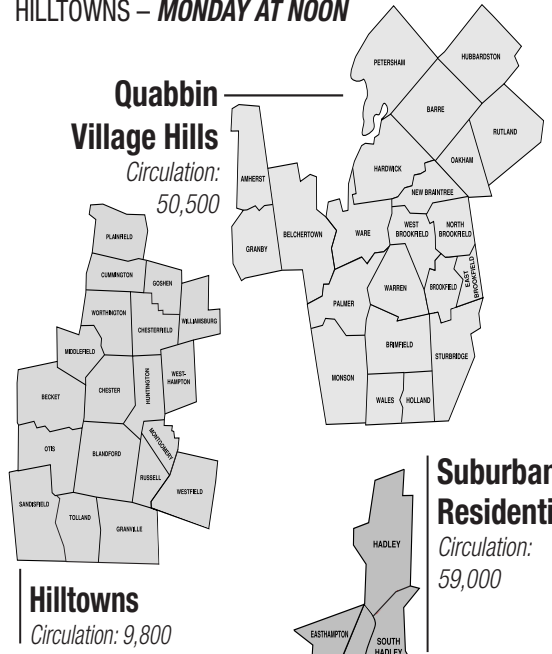 HILLTOWNS – MONDAY AT NOON
Quabbin
Village Hills
Circulation:
50,500
PETERSHAM
HUBBARDSTON
BARRE
RUTLAND
HARDWICK
OAKHAM
NEW BRAINTREE
AMHERST
GRANBY
BELCHERTOWN
WARE
WEST
BROOKFIELD
NORTH
BROOKFIELD
PALMER
WARREN
BROOKFIELD
EAST
BROOKFIELD
MONSON
BRIMFIELD
STURBRIDGE
WALES
HOLLAND
PLAINFIELD
CUMMINGTON
GOSHEN
WORTHINGTON
CHESTERFIELD
WILLIAMSBURG
MIDDLEFIELD
BECKET
CHESTER
HUNTINGTON
WEST-
HAMPTON
OTIS
BLANDFORD
MONTGOMERY
RUSSELL
WESTFIELD
SANDISFIELD
TOLLAND
GRANVILLE
Hilltowns
Circulation: 9,800
Suburban
Residenti
Circulation:
59,000
HADLEY
EASTHAMPTON
SOUTH
HADLEY